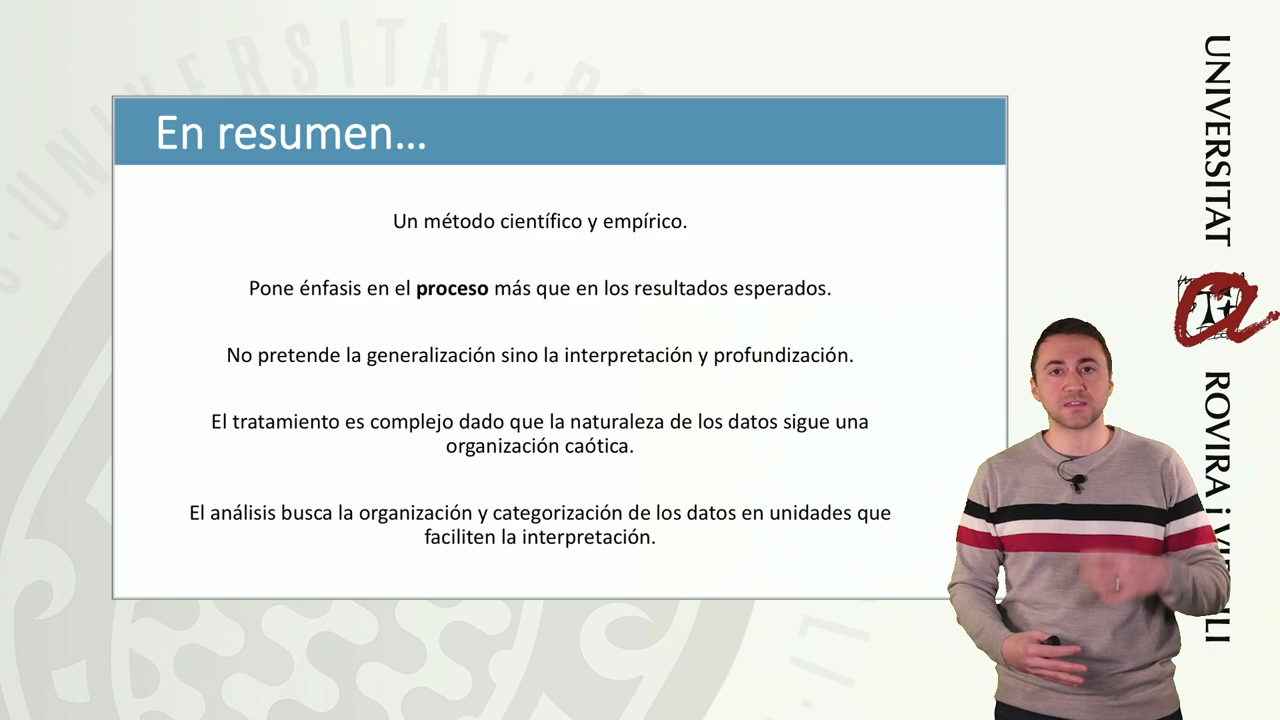 En resumen...
Un método científico y empírico.
Pone énfasis en el proceso más que en los resultados esperados.
No pretende la generalización sino la interpretación y profundización.
El tratamiento es complejo dado que la naturaleza de los datos sigue una
organización caótica.
El análisis busca la organización y categorización de los datos en unidades que
faciliten la interpretación.
UNIVERSITAT
ROVIRA i